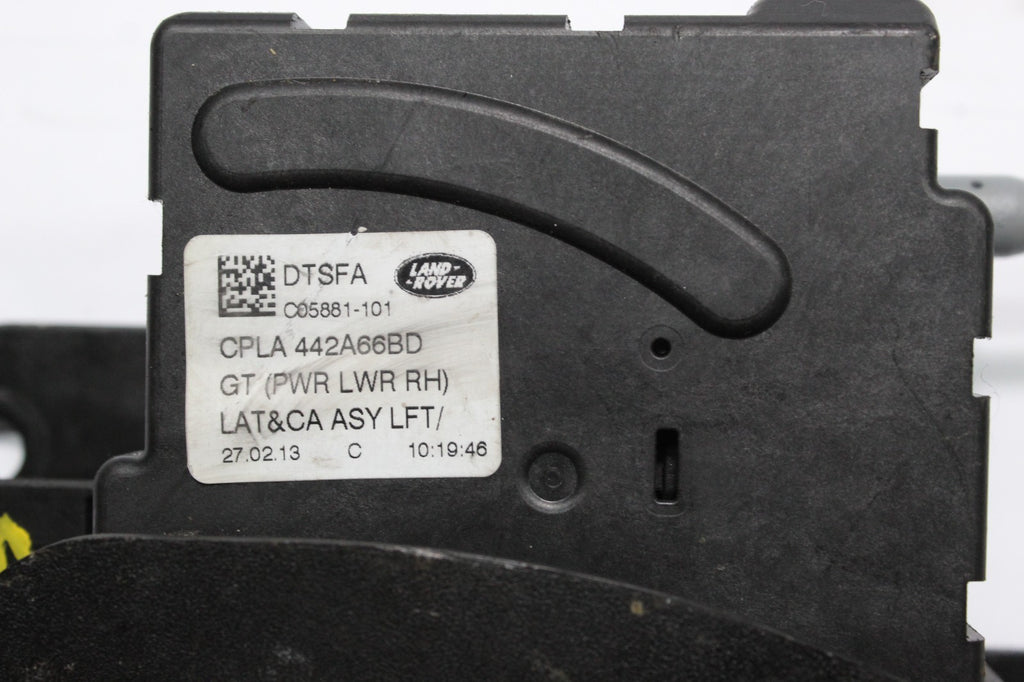 DTSFA
LAND-
-ROVER
C05881-101
CPLA 442A66BD
GT (PWR LWR RH)
LAT&CA ASY LFT/
27.02.13 C 10:19:46